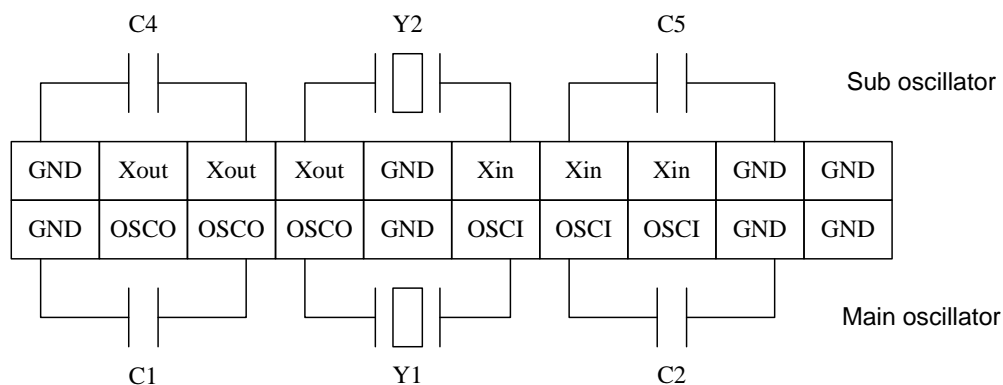 C4 Y2 C5
Sub oscillator
GND Xout Xout Xout GND Xin Xin Xin GND GND
GND OSCO OSCO OSCO GND OSCI OSCI OSCI GND GND
Main oscillator
C1 Y1 C2